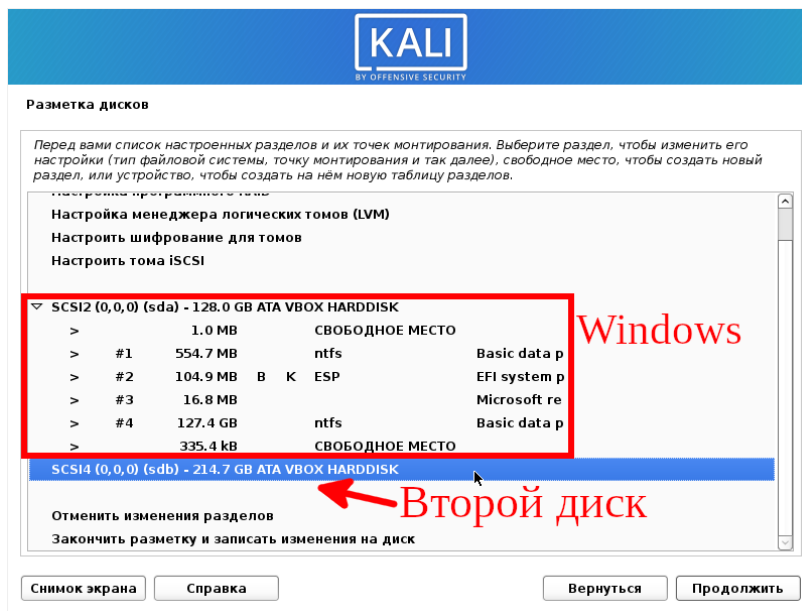 KALI
BY OFFENSIVE SECURITY
Разметка дисков
Перед вами список настроенных разделов и их точек монтирования. Выберите раздел, чтобы изменить его
настройки (тип файловой системы, точку монтирования и так далее), свободное место, чтобы создать новый
раздел, или устройство, чтобы создать на нём новую таблицу разделов.
Настройка менеджера логических томов (LVM)
Настроить шифрование для томов
Настроить тома iSCSI
SCSI2 (0,0,0) (sda) - 128.0 GB ATA VBOX HARDDISK
> 1.0 MB СВОБОДНОЕ МЕСТО
Windows
> #1 554.7 MB ntfs Basic data p
> #2 104.9 MB B K ESP EFI system p
> #3 16.8 MB Microsoft re
> #4 127.4 GB ntfs Basic data p
> 335.4 kB СВОБОДНОЕ МЕСТО
SCSI4 (0,0,0) (sdb) - 214.7 GB ATA VBOX HARDDISK
Второй диск
Отменить изменения разделов
Закончить разметку и записать изменения на диск
Снимок экрана Справка Вернуться Продолжить